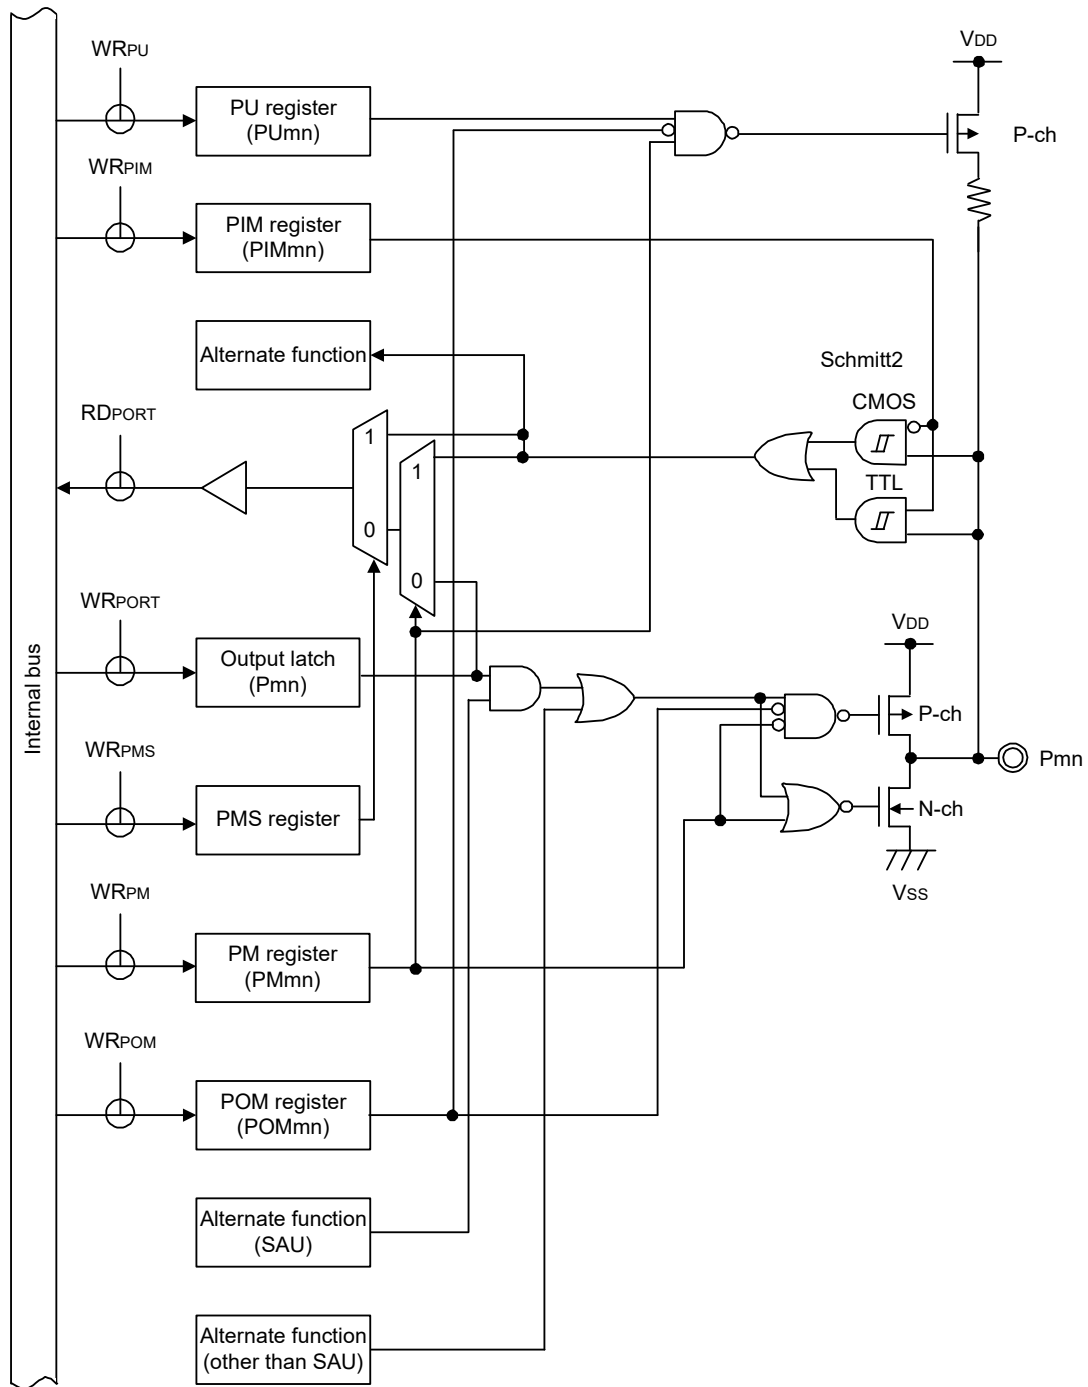 Internal bus
WRPU
PU register
(PUmn)
VDD
P-ch
WRPIM
PIM register
(PIMmn)
Alternate function
Schmitt2
CMOS
TTL
RDPORT
1
0
1
0
WRPORT
Output latch
(Pmn)
VDD
P-ch
Pmn
N-ch
VSS
WRPMS
PMS register
WRPM
PM register
(PMmn)
WRPOM
POM register
(POMmn)
Alternate function
(SAU)
Alternate function
(other than SAU)